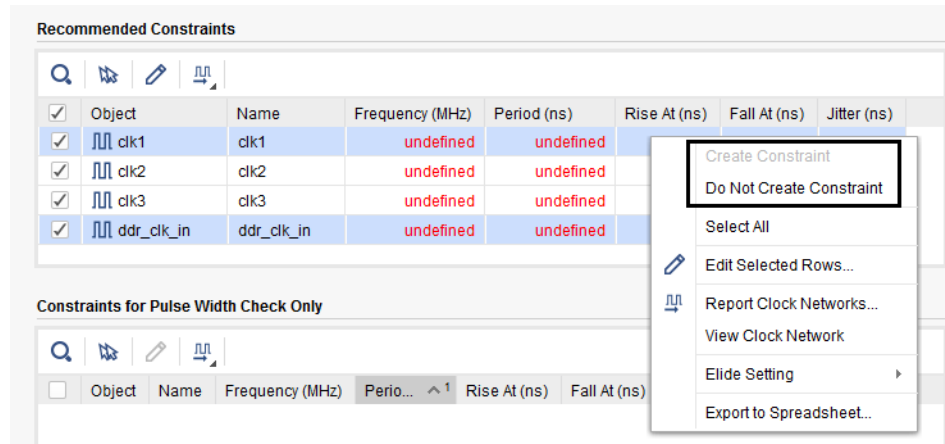 Recommended Constraints
Object Name Frequency (MHz) Period (ns) Rise At (ns) Fall At (ns) Jitter (ns)
clk1 clk1 undefined undefined
clk2 clk2 undefined undefined
clk3 clk3 undefined undefined
ddr_clk_in ddr_clk_in undefined undefined
Create Constraint
Do Not Create Constraint
Select All
Edit Selected Rows...
Report Clock Networks...
View Clock Network
Elide Setting
Export to Spreadsheet...
Constraints for Pulse Width Check Only
Object Name Frequency (MHz) Perio... 1 Rise At (ns) Fall At (ns)